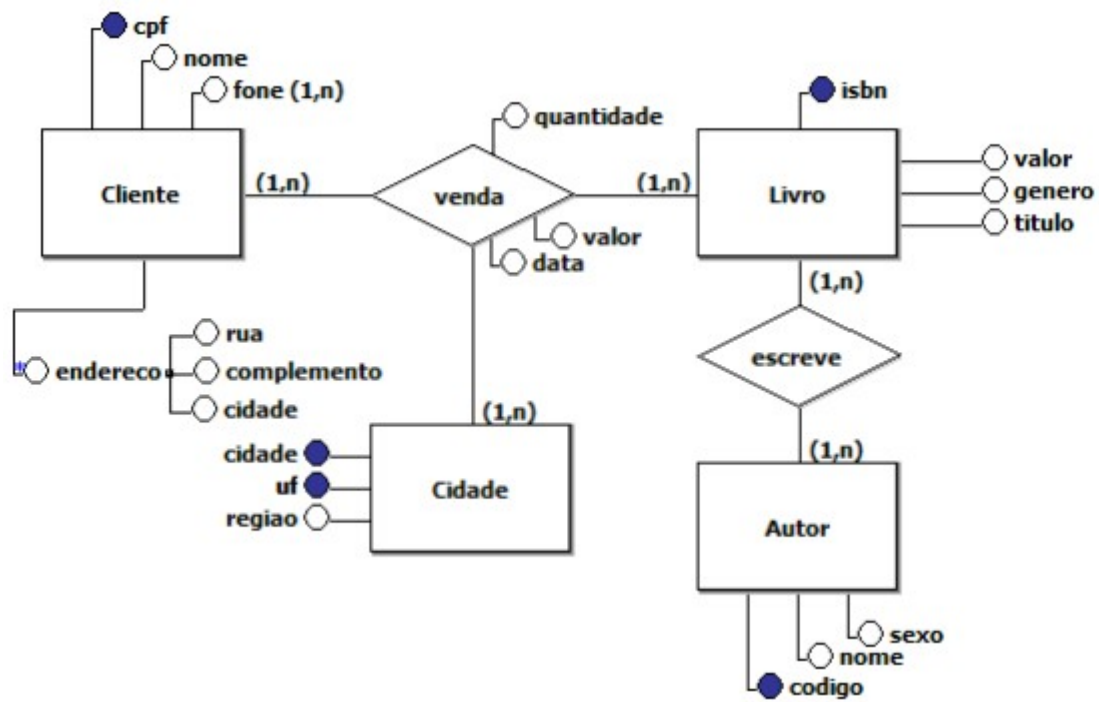 cpf
nome
fone (1,n)
Cliente
(1,n)
quantidade
venda
valor
data
(1,n)
isbn
Livro
valor
genero
titulo
(1,n)
escreve
(1,n)
endereco
rua
complemento
cidade
(1,n)
cidade
uf
regiao
Cidade
Autor
sexo
nome
codigo